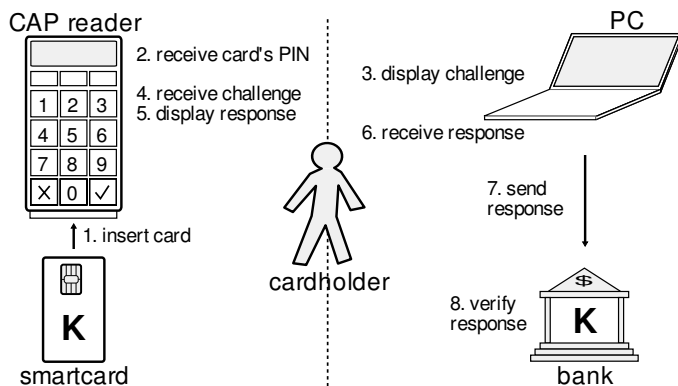 CAP reader
PC
2. receive card's PIN
3. display challenge
4. receive challenge
5. display response
6. receive response
1 2 3
4 5 6
7 8 9
X 0 ✓
7. send
response
1. insert card
cardholder
$
8. verify
response
K
K
smartcard
bank